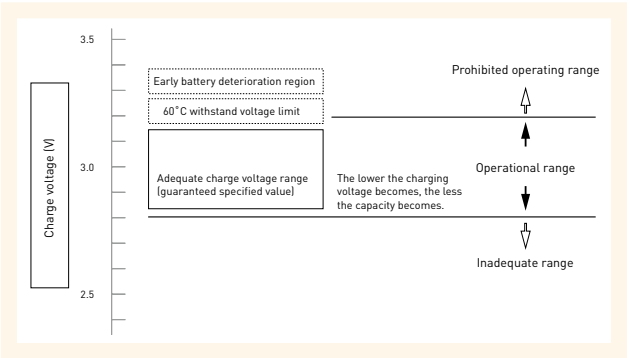 Charge voltage (V)
3.5
3.0
2.5
Early battery deterioration region
60˚C withstand voltage limit
Adequate charge voltage range
(guaranteed specified value)
The lower the charging
voltage becomes, the less
the capacity becomes.
Prohibited operating range
Operational range
Inadequate range